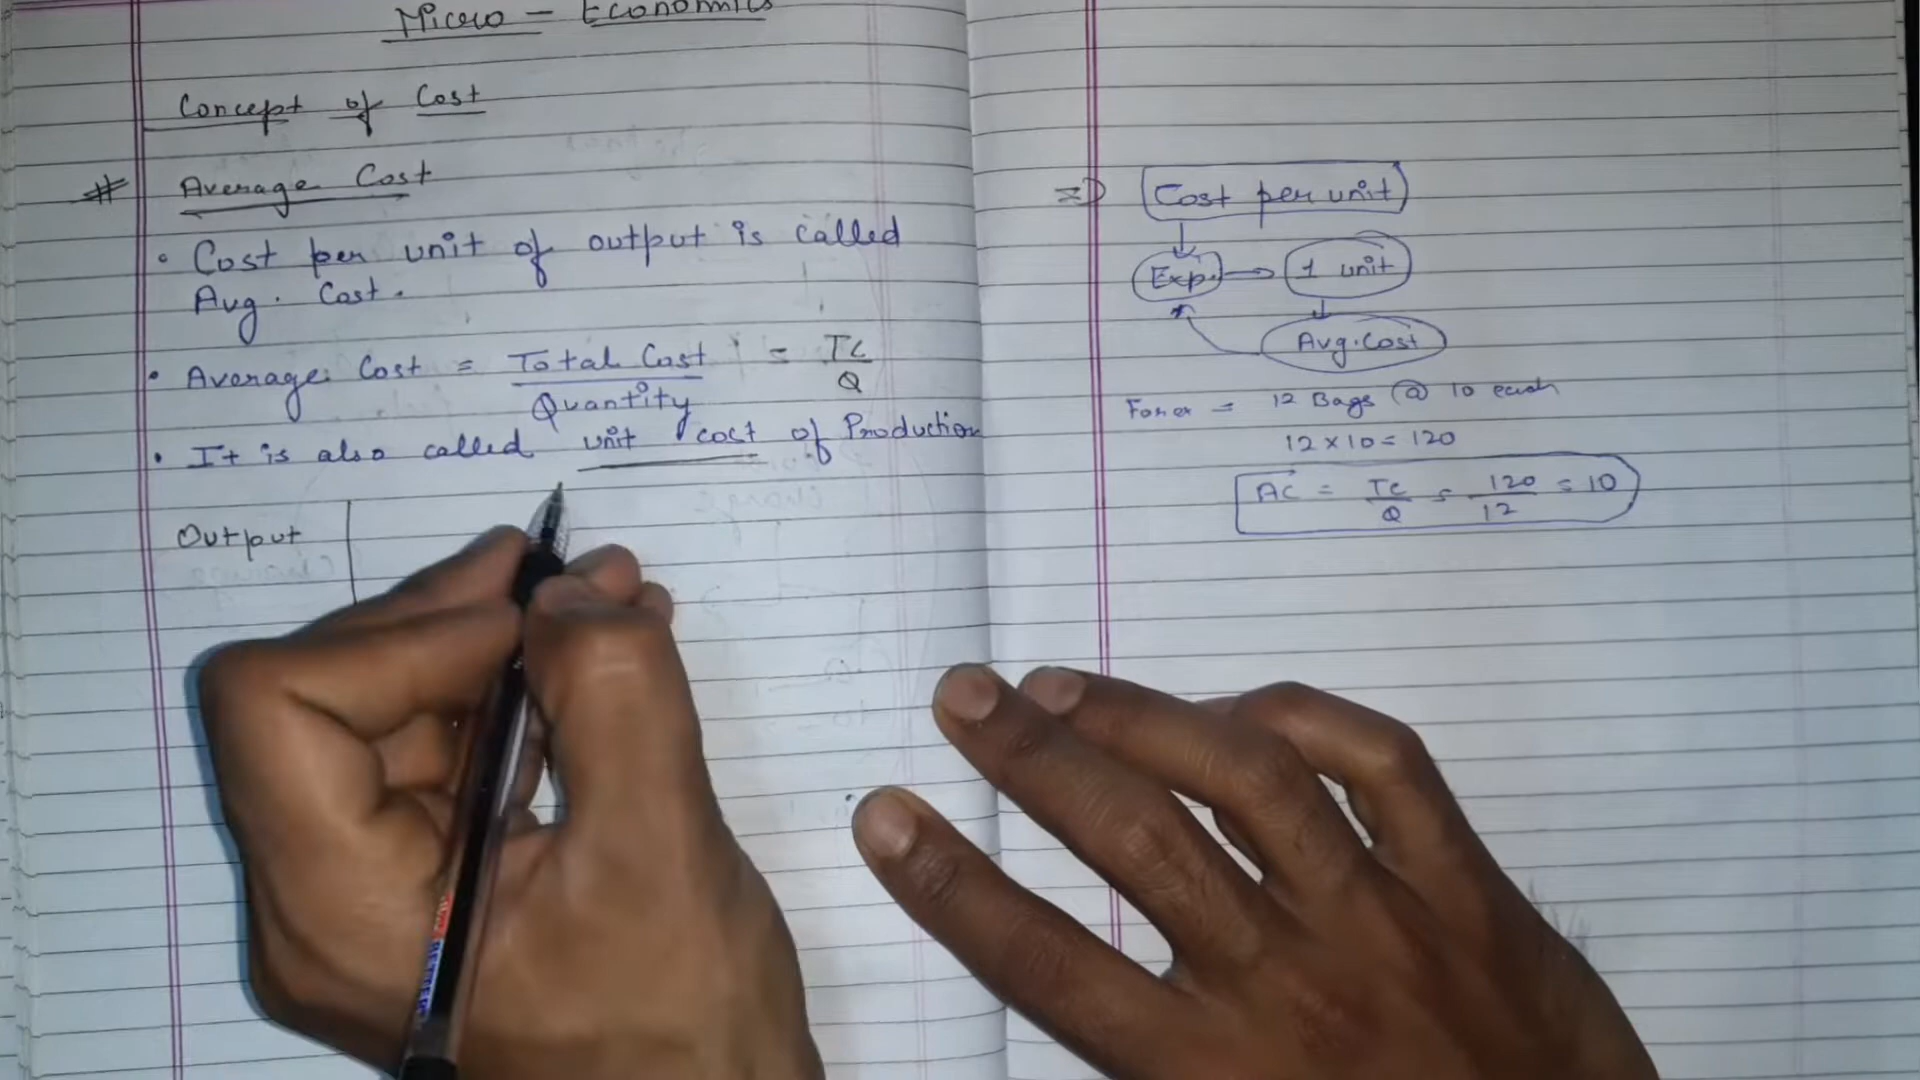 Micro - Economics
Concept of Cost
# Average Cost
• Cost per unit of output is called
Avg. Cost.
• Average Cost = Total Cost / Quantity = TC / Q
• It is also called unit cost of Production
Output
=> Cost per unit
Exp. → 1 unit
Avg. Cost
For ex = 12 Bags @ 10 each
12 x 10 = 120
AC = TC / Q = 120 / 12 = 10